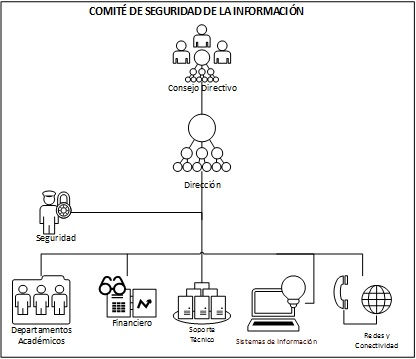 COMITÉ DE SEGURIDAD DE LA INFORMACIÓN
Consejo Directivo
Dirección
Seguridad
Departamentos
Académicos
Financiero
Soporte
Técnico
Sistemas de Información
Redes y
Conectividad